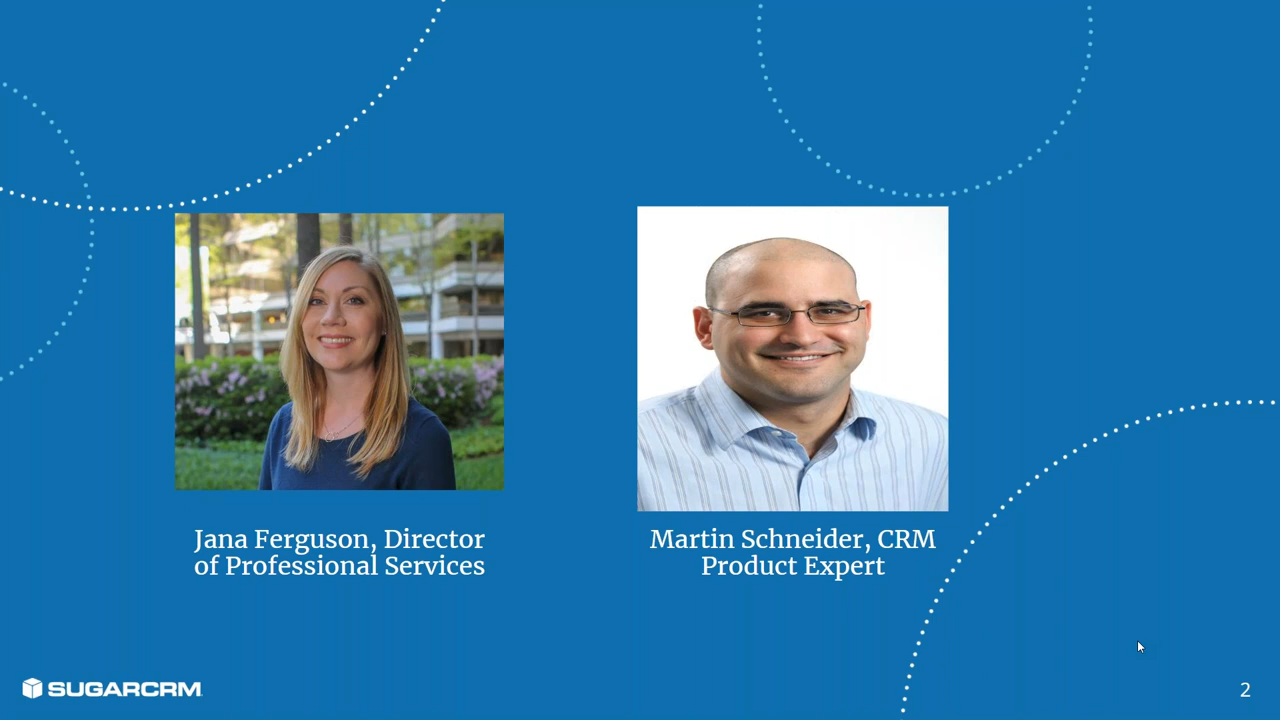 Jana Ferguson, Director
of Professional Services
Martin Schneider, CRM
Product Expert
SUGARCRM
2